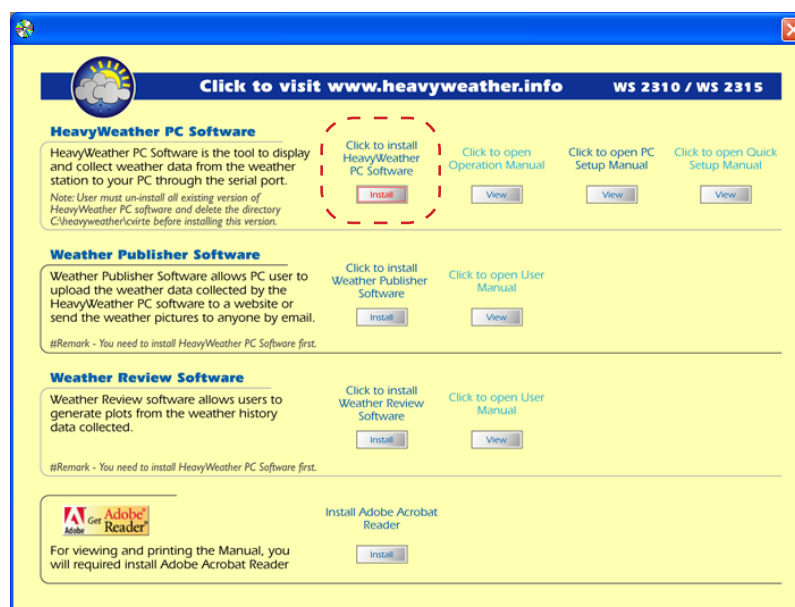 Click to visit www.heavyweather.info WS 2310 / WS 2315
HeavyWeather PC Software
HeavyWeather PC Software is the tool to display
and collect weather data from the weather
station to your PC through the serial port.
Note: User must un-install all existing version of
HeavyWeather PC software and delete the directory
C:\heavyweather\cvirte before installing this version.
Click to install
HeavyWeather
PC Software
Install
Click to open
Operation Manual
View
Click to open PC
Setup Manual
View
Click to open Quick
Setup Manual
View
Weather Publisher Software
Weather Publisher Software allows PC user to
upload the weather data collected by the
HeavyWeather PC software to a website or
send the weather pictures to anyone by email.
#Remark - You need to install HeavyWeather PC Software first.
Click to install
Weather Publisher
Software
Install
Click to open User
Manual
View
Weather Review Software
Weather Review software allows users to
generate plots from the weather history
data collected.
#Remark - You need to install HeavyWeather PC Software first.
Click to install
Weather Review
Software
Install
Click to open User
Manual
View
Adobe
Get Adobe®
Reader®
For viewing and printing the Manual, you
will required install Adobe Acrobat Reader
Install Adobe Acrobat
Reader
Install